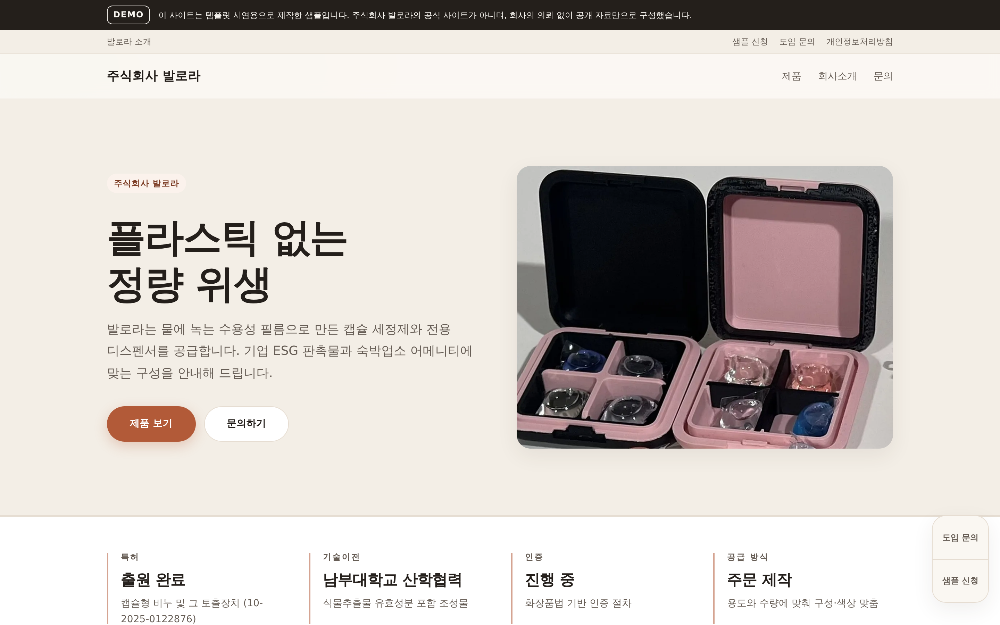 DEMO 이 사이트는 템플릿 시연용으로 제작한 샘플입니다. 주식회사 발로라의 공식 사이트가 아니며, 회사의 의뢰 없이 공개 자료만으로 구성했습니다.
발로라 소개
샘플 신청 도입 문의 개인정보처리방침
주식회사 발로라
제품 회사소개 문의
주식회사 발로라
플라스틱 없는
정량 위생
발로라는 물에 녹는 수용성 필름으로 만든 캡슐 세정제와 전용
디스펜서를 공급합니다. 기업 ESG 판촉물과 숙박업소 어메니티에
맞는 구성을 안내해 드립니다.
제품 보기 문의하기
특허
출원 완료
캡슐형 비누 및 그 토출장치 (10-
2025-0122876)
기술이전
남부대학교 산학협력
식물추출물 유효성분 포함 조성물
인증
진행 중
화장품법 기반 인증 절차
공급 방식
주문 제작
용도와 수량에 맞춰 구성·색상 맞춤
도입 문의
샘플 신청